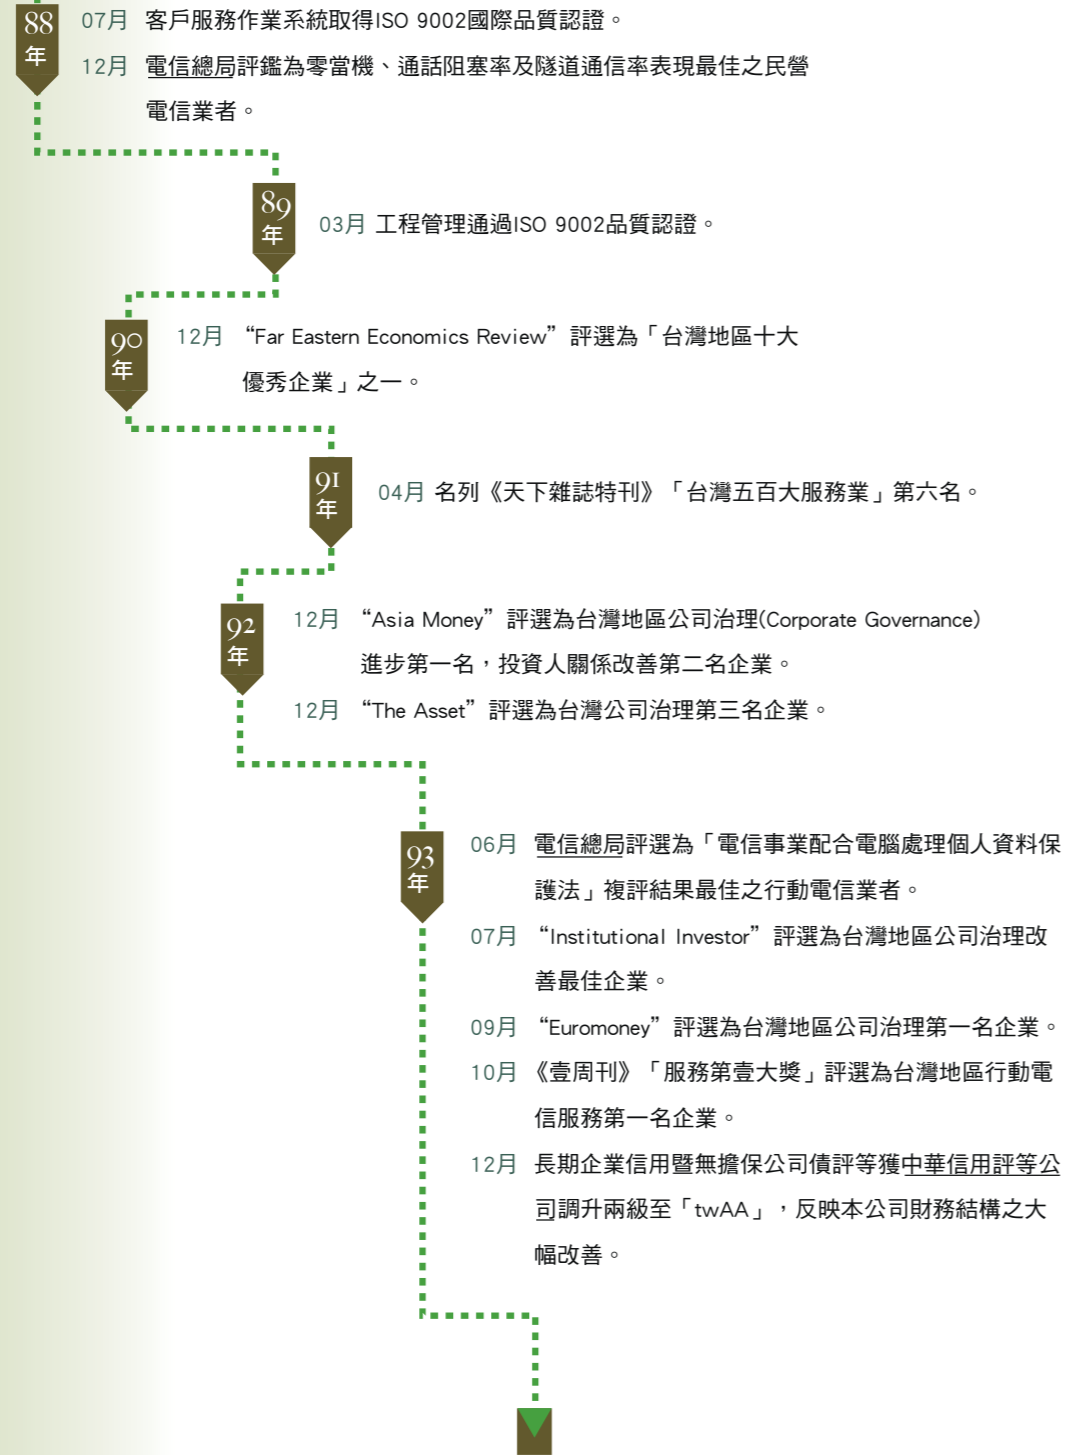 88
年
07月 客戶服務作業系統取得ISO 9002國際品質認證。
12月 電信總局評鑑為零當機、通話阻塞率及隧道通信率表現最佳之民營
電信業者。
89
年
03月 工程管理通過ISO 9002品質認證。
90
年
12月 “Far Eastern Economics Review”評選為「台灣地區十大
優秀企業」之一。
91
年
04月 名列《天下雜誌特刊》「台灣五百大服務業」第六名。
92
年
12月 “Asia Money”評選為台灣地區公司治理(Corporate Governance)
進步第一名，投資人關係改善第二名企業。
12月 “The Asset”評選為台灣公司治理第三名企業。
93
年
06月 電信總局評選為「電信事業配合電腦處理個人資料保
護法」複評結果最佳之行動電信業者。
07月 “Institutional Investor”評選為台灣地區公司治理改
善最佳企業。
09月 “Euromoney”評選為台灣地區公司治理第一名企業。
10月 《壹周刊》「服務第壹大獎」評選為台灣地區行動電
信服務第一名企業。
12月 長期企業信用暨無擔保公司債評等獲中華信用評等公
司調升兩級至「twAA」，反映本公司財務結構之大
幅改善。